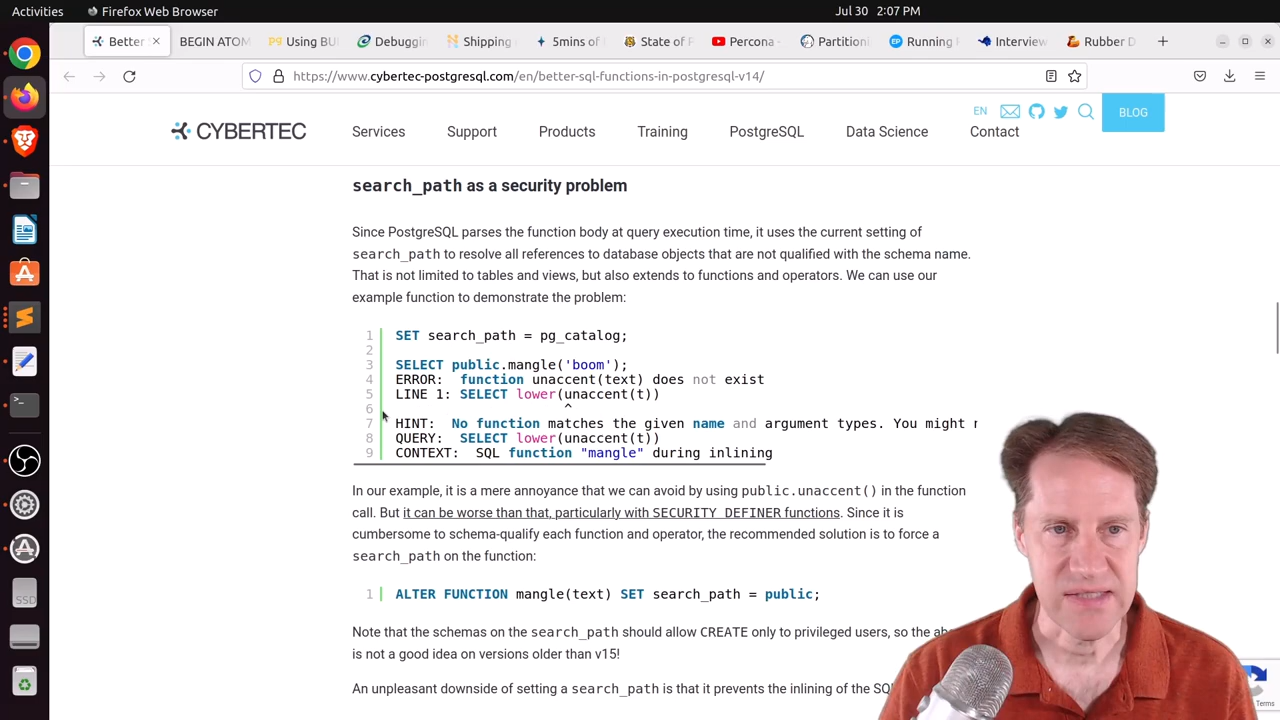 Activities
Firefox Web Browser
Jul 30 2:07 PM
Better
BEGIN ATOM
Using BU
Debuggin
Shipping
5mins of
State of P
Percona
Partition
Running
Interview
Rubber D
https://www.cybertec-postgresql.com/en/better-sql-functions-in-postgresql-v14/
CYBERTEC
Services
Support
Products
Training
PostgreSQL
Data Science
Contact
EN
BLOG
search_path as a security problem
Since PostgreSQL parses the function body at query execution time, it uses the current setting of
search_path to resolve all references to database objects that are not qualified with the schema name.
That is not limited to tables and views, but also extends to functions and operators. We can use our
example function to demonstrate the problem:
1 SET search_path = pg_catalog;
2
3 SELECT public.mangle('boom');
4 ERROR:  function unaccent(text) does not exist
5 LINE 1: SELECT lower(unaccent(t))
6 ^
7 HINT:  No function matches the given name and argument types. You might
8 QUERY:  SELECT lower(unaccent(t))
9 CONTEXT:  SQL function "mangle" during inlining
In our example, it is a mere annoyance that we can avoid by using public.unaccent() in the function
call. But it can be worse than that, particularly with SECURITY DEFINER functions. Since it is
cumbersome to schema-qualify each function and operator, the recommended solution is to force a
search_path on the function:
1 ALTER FUNCTION mangle(text) SET search_path = public;
Note that the schemas on the search_path should allow CREATE only to privileged users, so the ab
is not a good idea on versions older than v15!
An unpleasant downside of setting a search_path is that it prevents the inlining of the SQ
SSD
Terms